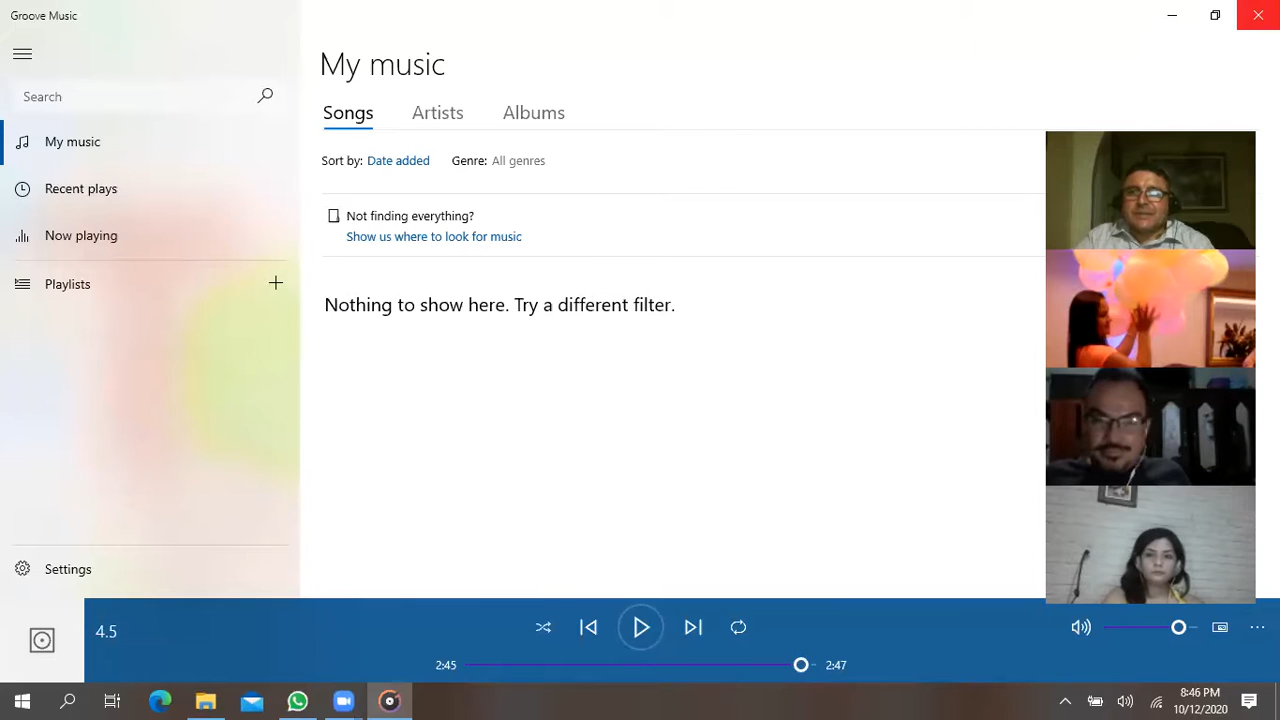 Groove Music
Search
My music
Recent plays
Now playing
Playlists
Settings
My music
Songs Artists Albums
Sort by: Date added Genre: All genres
Not finding everything?
Show us where to look for music
Nothing to show here. Try a different filter.
4.5
2:45 2:47
8:46 PM
10/12/2020